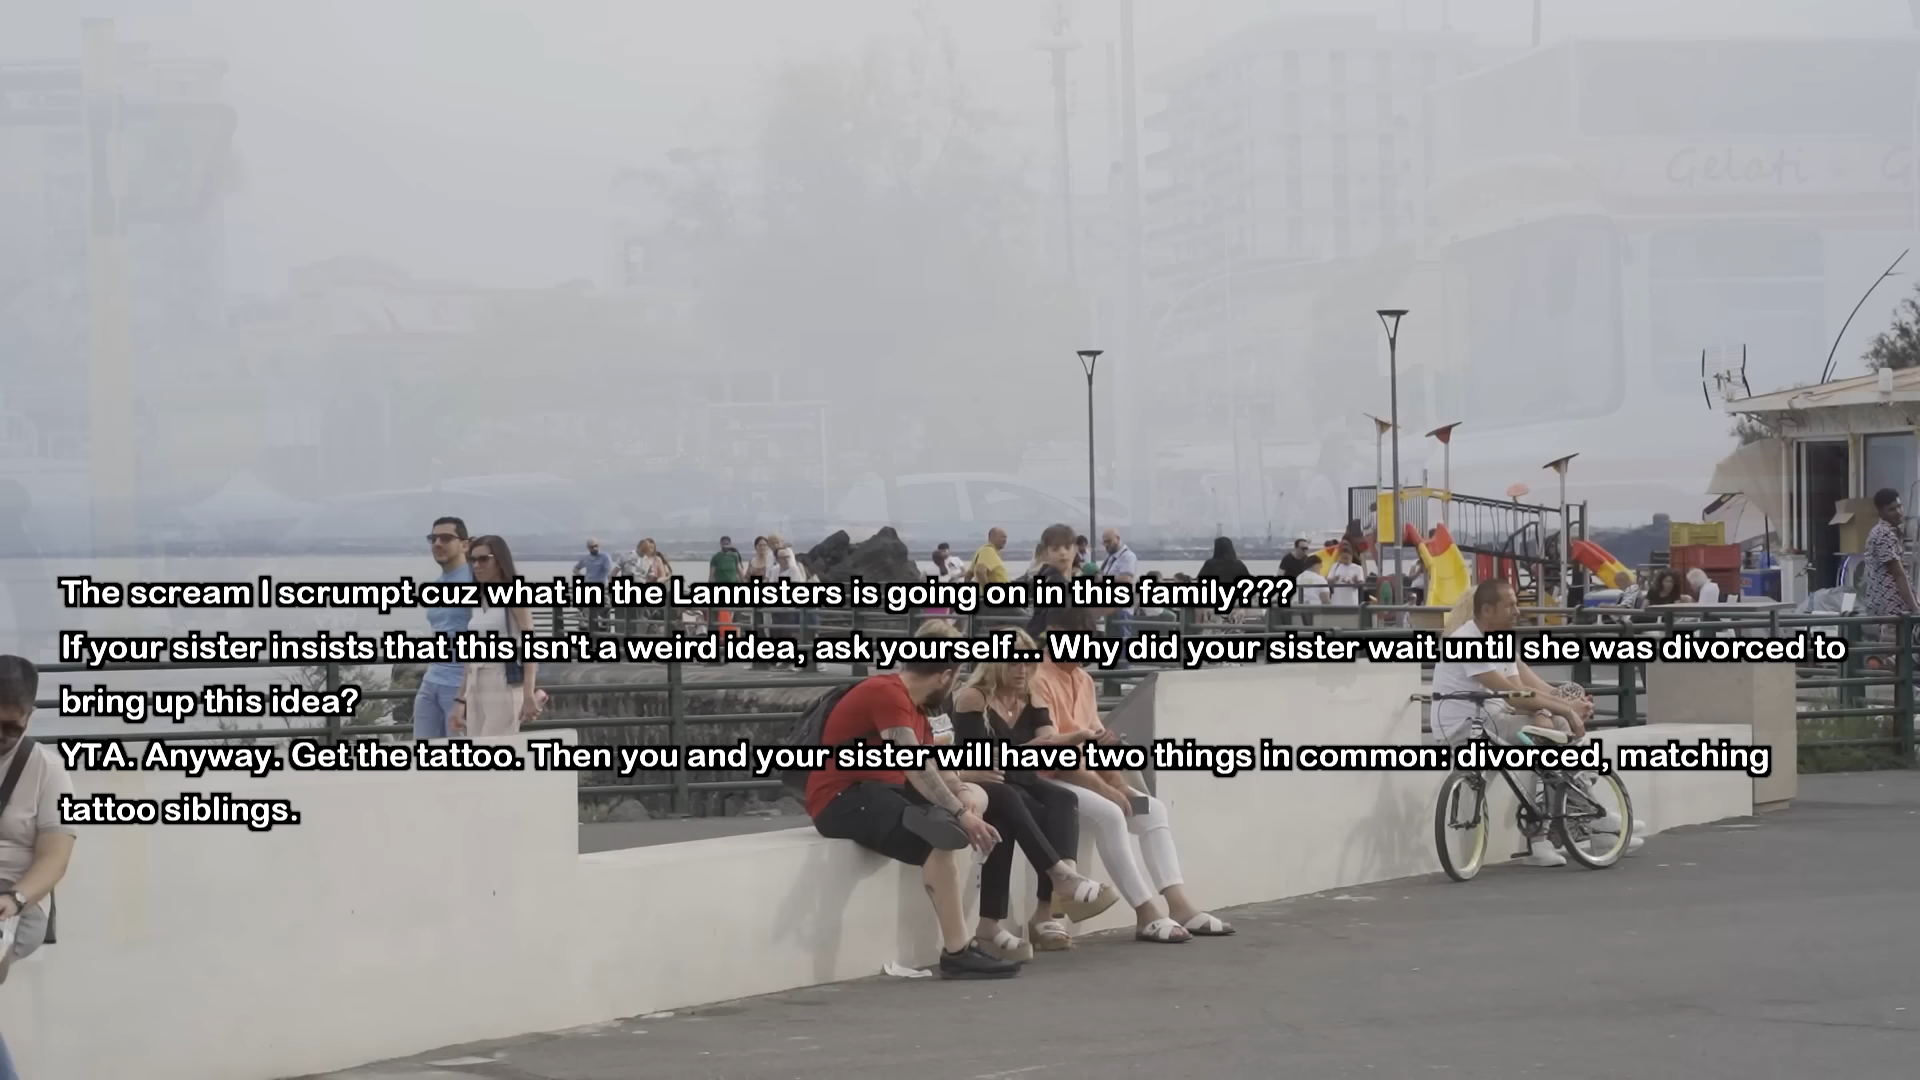 Gelati
The scream I scrumpt cuz what in the Lannisters is going on in this family???
If your sister insists that this isn't a weird idea, ask yourself... Why did your sister wait until she was divorced to
bring up this idea?
YTA. Anyway. Get the tattoo. Then you and your sister will have two things in common: divorced, matching
tattoo siblings.